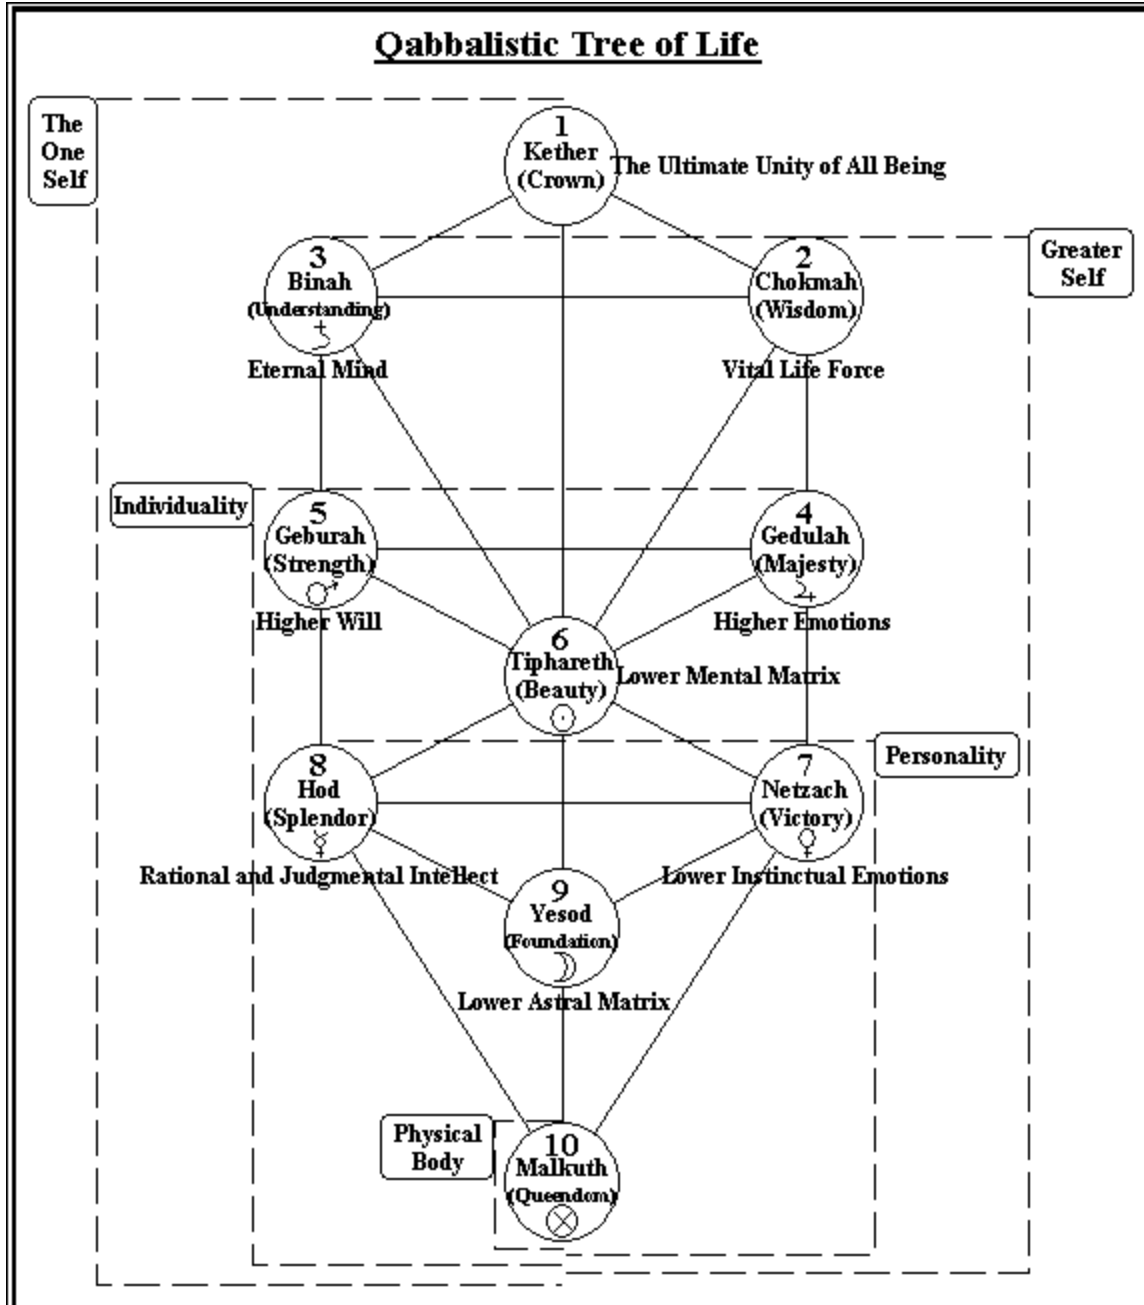 Qabbalistic Tree of Life
The
One
Self
1
Kether
(Crown)
The Ultimate Unity of All Being
3
Binah
(Understanding)
Eternal Mind
2
Chokmah
(Wisdom)
Vital Life Force
Greater
Self
Individuality
5
Geburah
(Strength)
♂
Higher Will
4
Gedulah
(Majesty)
♃
Higher Emotions
6
Tiphareth
(Beauty)
☉
Lower Mental Matrix
8
Hod
(Splendor)
☿
Rational and Judgmental Intellect
7
Netzach
(Victory)
♀
Lower Instinctual Emotions
Personality
9
Yesod
(Foundation)
☽
Lower Astral Matrix
Physical
Body
10
Malkuth
(Queendom)
⊗